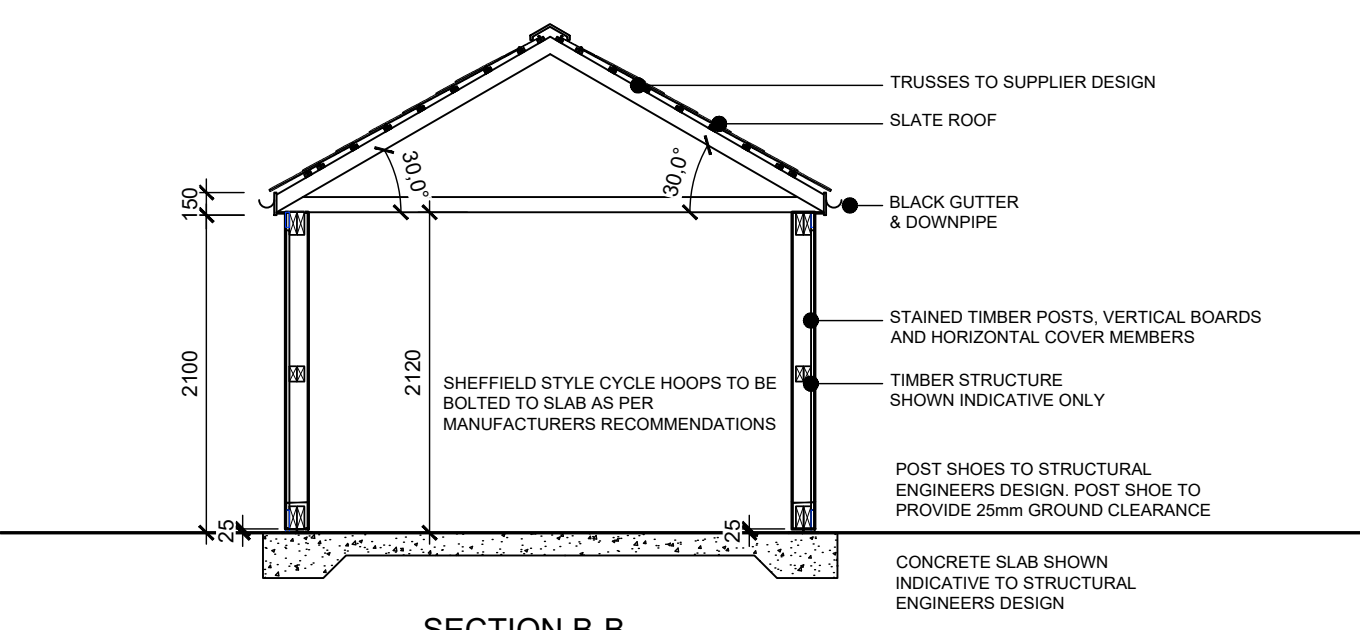 TRUSSES TO SUPPLIER DESIGN
SLATE ROOF
30,0°
30,0°
150
BLACK GUTTER
& DOWNPIPE
STAINED TIMBER POSTS, VERTICAL BOARDS
AND HORIZONTAL COVER MEMBERS
2100
2120
SHEFFIELD STYLE CYCLE HOOPS TO BE
BOLTED TO SLAB AS PER
MANUFACTURERS RECOMMENDATIONS
TIMBER STRUCTURE
SHOWN INDICATIVE ONLY
POST SHOES TO STRUCTURAL
ENGINEERS DESIGN. POST SHOE TO
PROVIDE 25mm GROUND CLEARANCE
25
25
CONCRETE SLAB SHOWN
INDICATIVE TO STRUCTURAL
ENGINEERS DESIGN
SECTION B-B